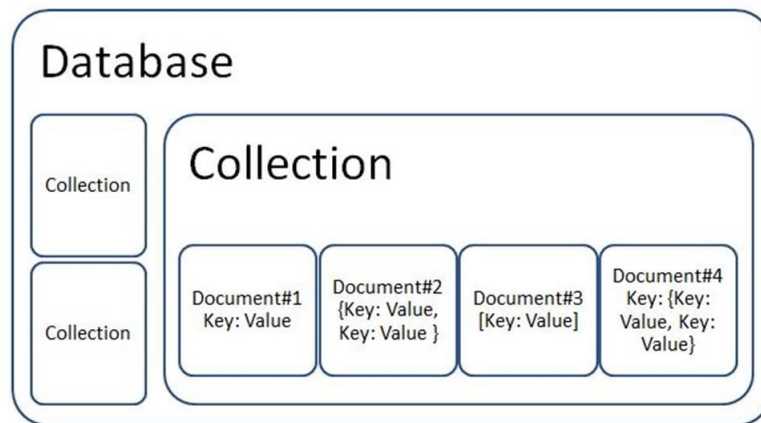 Database
Collection
Collection
Collection
Document#1
Key: Value
Document#2
{Key: Value,
Key: Value }
Document#3
[Key: Value]
Document#4
Key: {Key:
Value, Key:
Value}